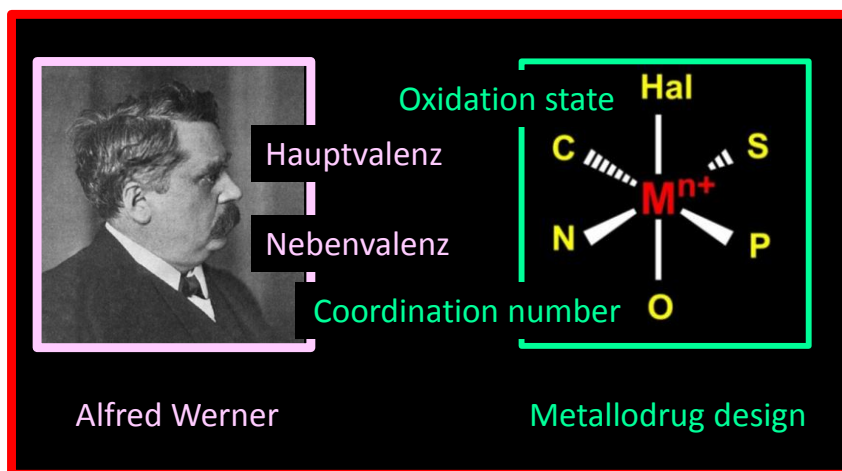 Oxidation state
Hal
Hauptvalenz
C
S
Mn+
Nebenvalenz
N
P
Coordination number
O
Alfred Werner
Metallodrug design